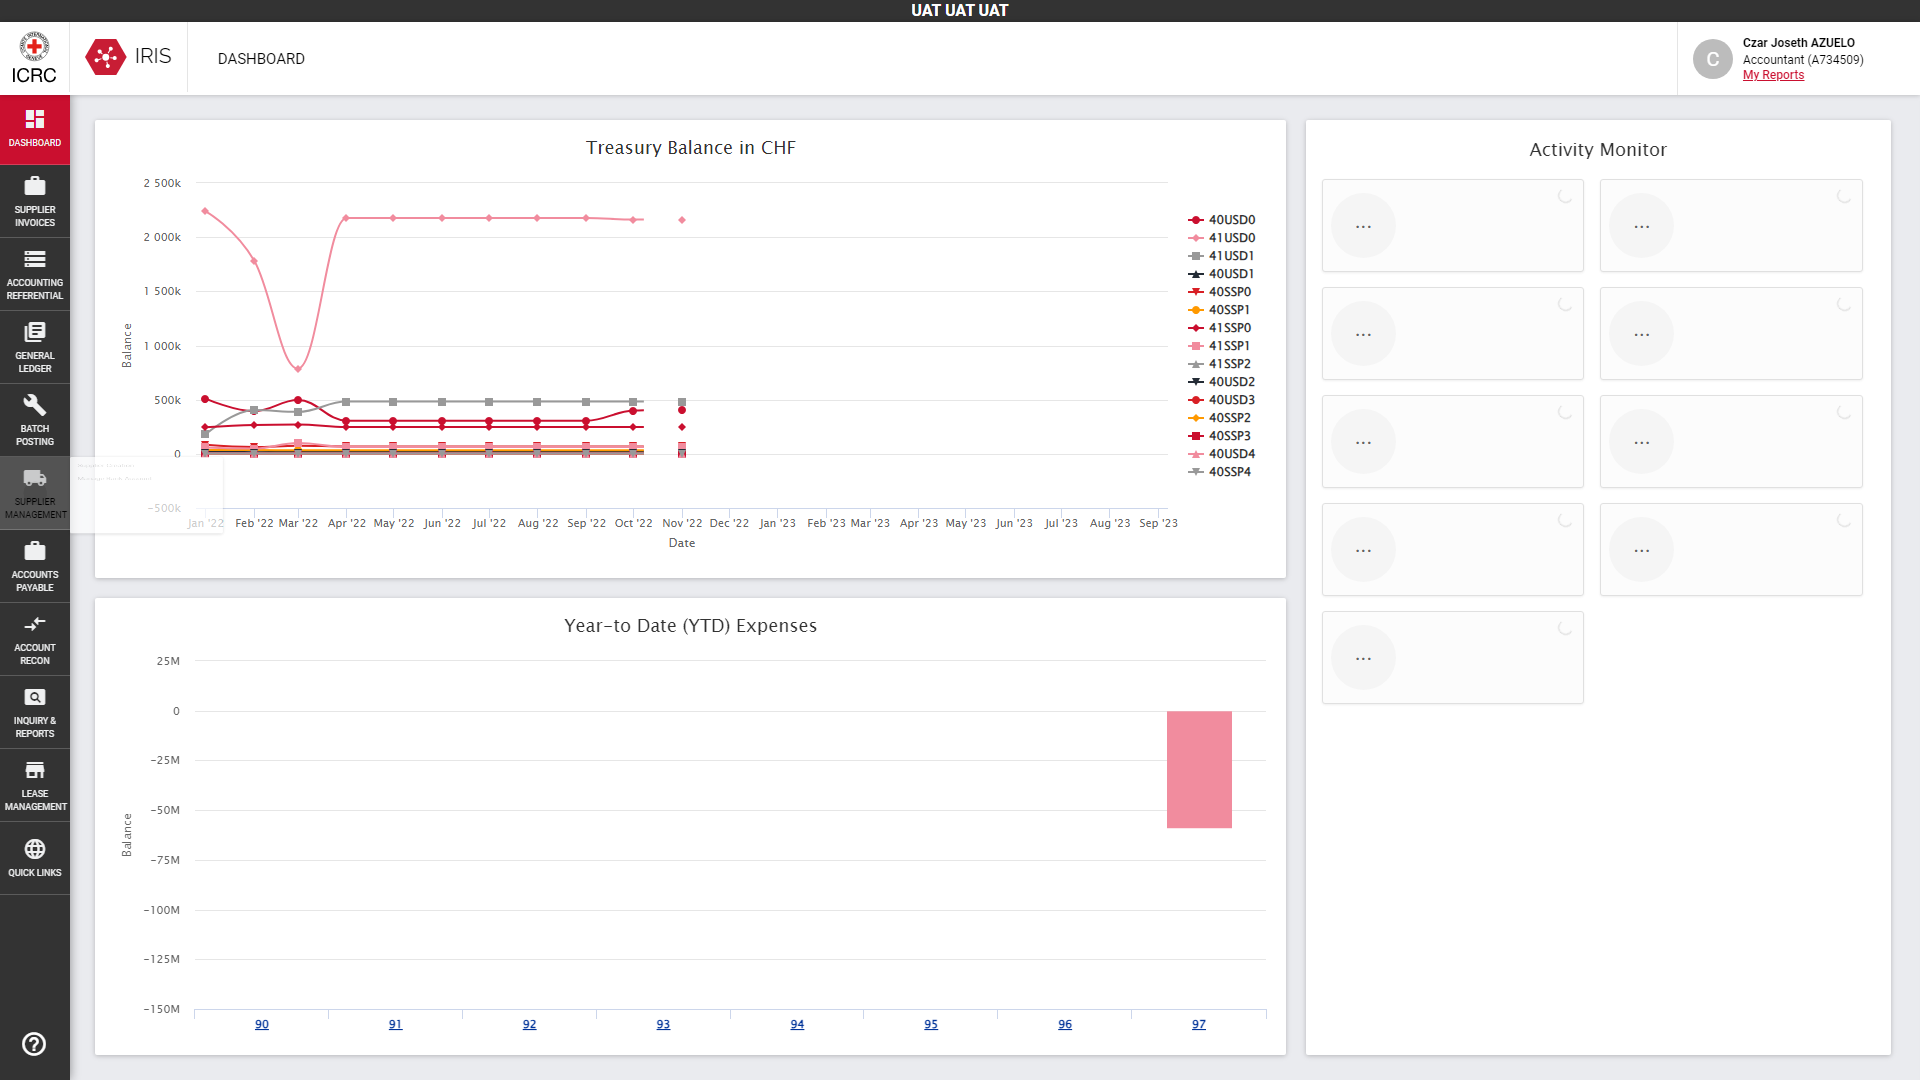 UAT UAT UAT
ICRC
IRIS
DASHBOARD
Czar Joseth AZUELO
Accountant (A734509)
My Reports
C
DASHBOARD
SUPPLIER
INVOICES
ACCOUNTING
REFERENTIAL
GENERAL
LEDGER
BATCH
POSTING
SUPPLIER
MANAGEMENT
ACCOUNTS
PAYABLE
ACCOUNT
RECON
INQUIRY &
REPORTS
LEASE
MANAGEMENT
QUICK LINKS
Treasury Balance in CHF
2 500k
2 000k
1 500k
1 000k
500k
0
-500k
Balance
Jan '22 Feb '22 Mar '22 Apr '22 May '22 Jun '22 Jul '22 Aug '22 Sep '22 Oct '22 Nov '22 Dec '22 Jan '23 Feb '23 Mar '23 Apr '23 May '23 Jun '23 Jul '23 Aug '23 Sep '23
Date
40USD0
41USD0
41USD1
40USD1
40SSP0
40SSP1
41SSP0
41SSP1
41SSP2
40USD2
40USD3
40SSP2
40SSP3
40USD4
40SSP4
Year-to Date (YTD) Expenses
25M
0
-25M
-50M
-75M
-100M
-125M
-150M
Balance
90 91 92 93 94 95 96 97
Activity Monitor
... ...
... ...
... ...
... ...
...